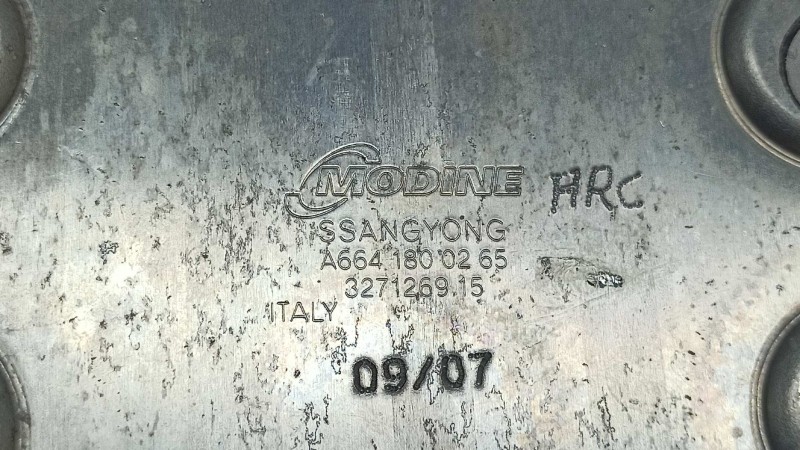 MODINE HRC
SSANGYONG
A664 180 02 65
3271269 15
ITALY
09/07